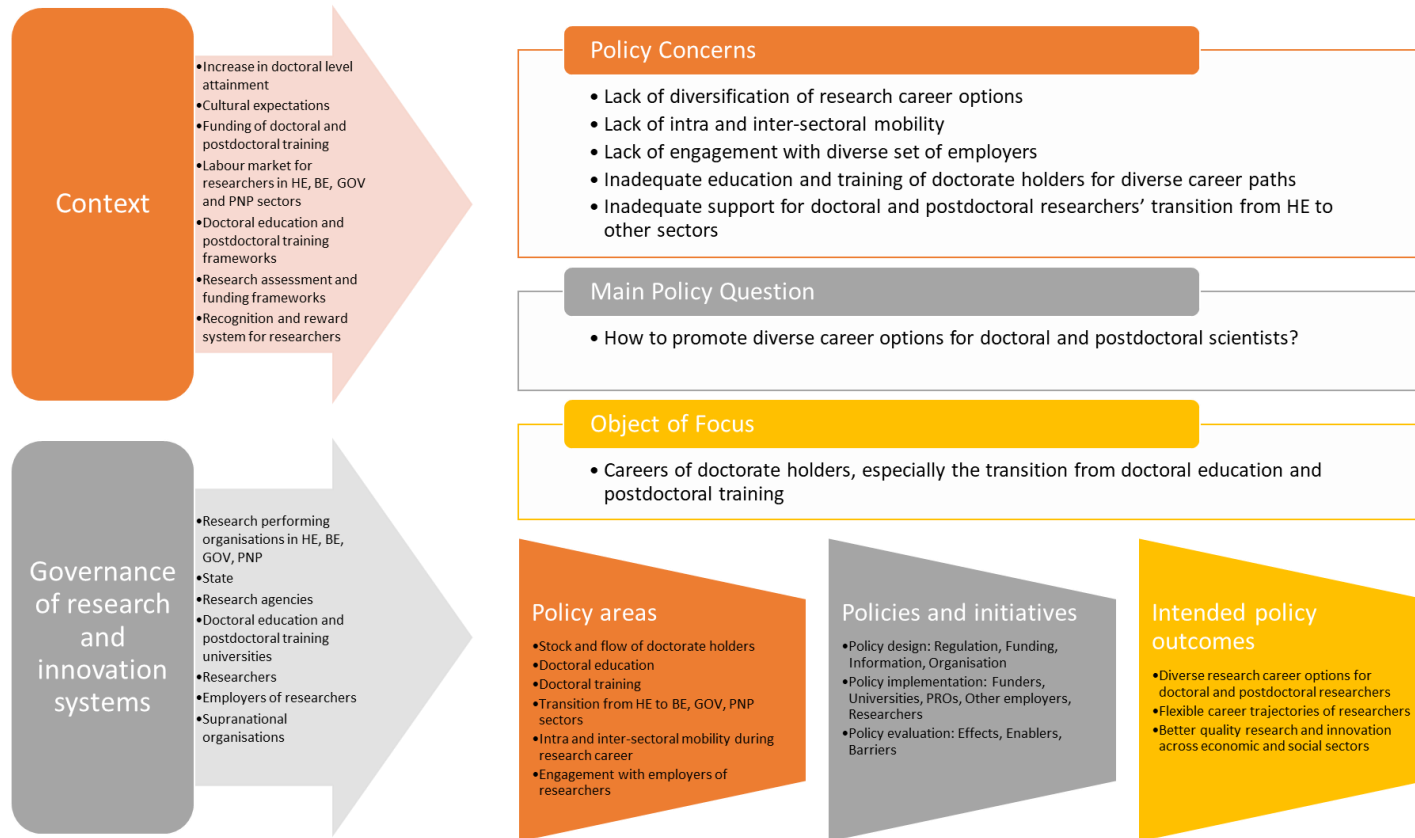 Context
•Increase in doctoral level
attainment
•Cultural expectations
•Funding of doctoral and
postdoctoral training
•Labour market for
researchers in HE, BE, GOV
and PNP sectors
•Doctoral education and
postdoctoral training
frameworks
•Research assessment and
funding frameworks
•Recognition and reward
system for researchers
Governance
of research
and
innovation
systems
•Research performing
organisations in HE, BE,
GOV, PNP
•State
•Research agencies
•Doctoral education and
postdoctoral training
universities
•Researchers
•Employers of researchers
•Supranational
organisations
Policy Concerns
• Lack of diversification of research career options
• Lack of intra and inter-sectoral mobility
• Lack of engagement with diverse set of employers
• Inadequate education and training of doctorate holders for diverse career paths
• Inadequate support for doctoral and postdoctoral researchers’ transition from HE to
other sectors
Main Policy Question
• How to promote diverse career options for doctoral and postdoctoral scientists?
Object of Focus
• Careers of doctorate holders, especially the transition from doctoral education and
postdoctoral training
Policy areas
•Stock and flow of doctorate holders
•Doctoral education
•Doctoral training
•Transition from HE to BE, GOV, PNP
sectors
•Intra and inter-sectoral mobility during
research career
•Engagement with employers of
researchers
Policies and initiatives
•Policy design: Regulation, Funding,
Information, Organisation
•Policy implementation: Funders,
Universities, PROs, Other employers,
Researchers
•Policy evaluation: Effects, Enablers,
Barriers
Intended policy
outcomes
•Diverse research career options for
doctoral and postdoctoral researchers
•Flexible career trajectories of researchers
•Better quality research and innovation
across economic and social sectors